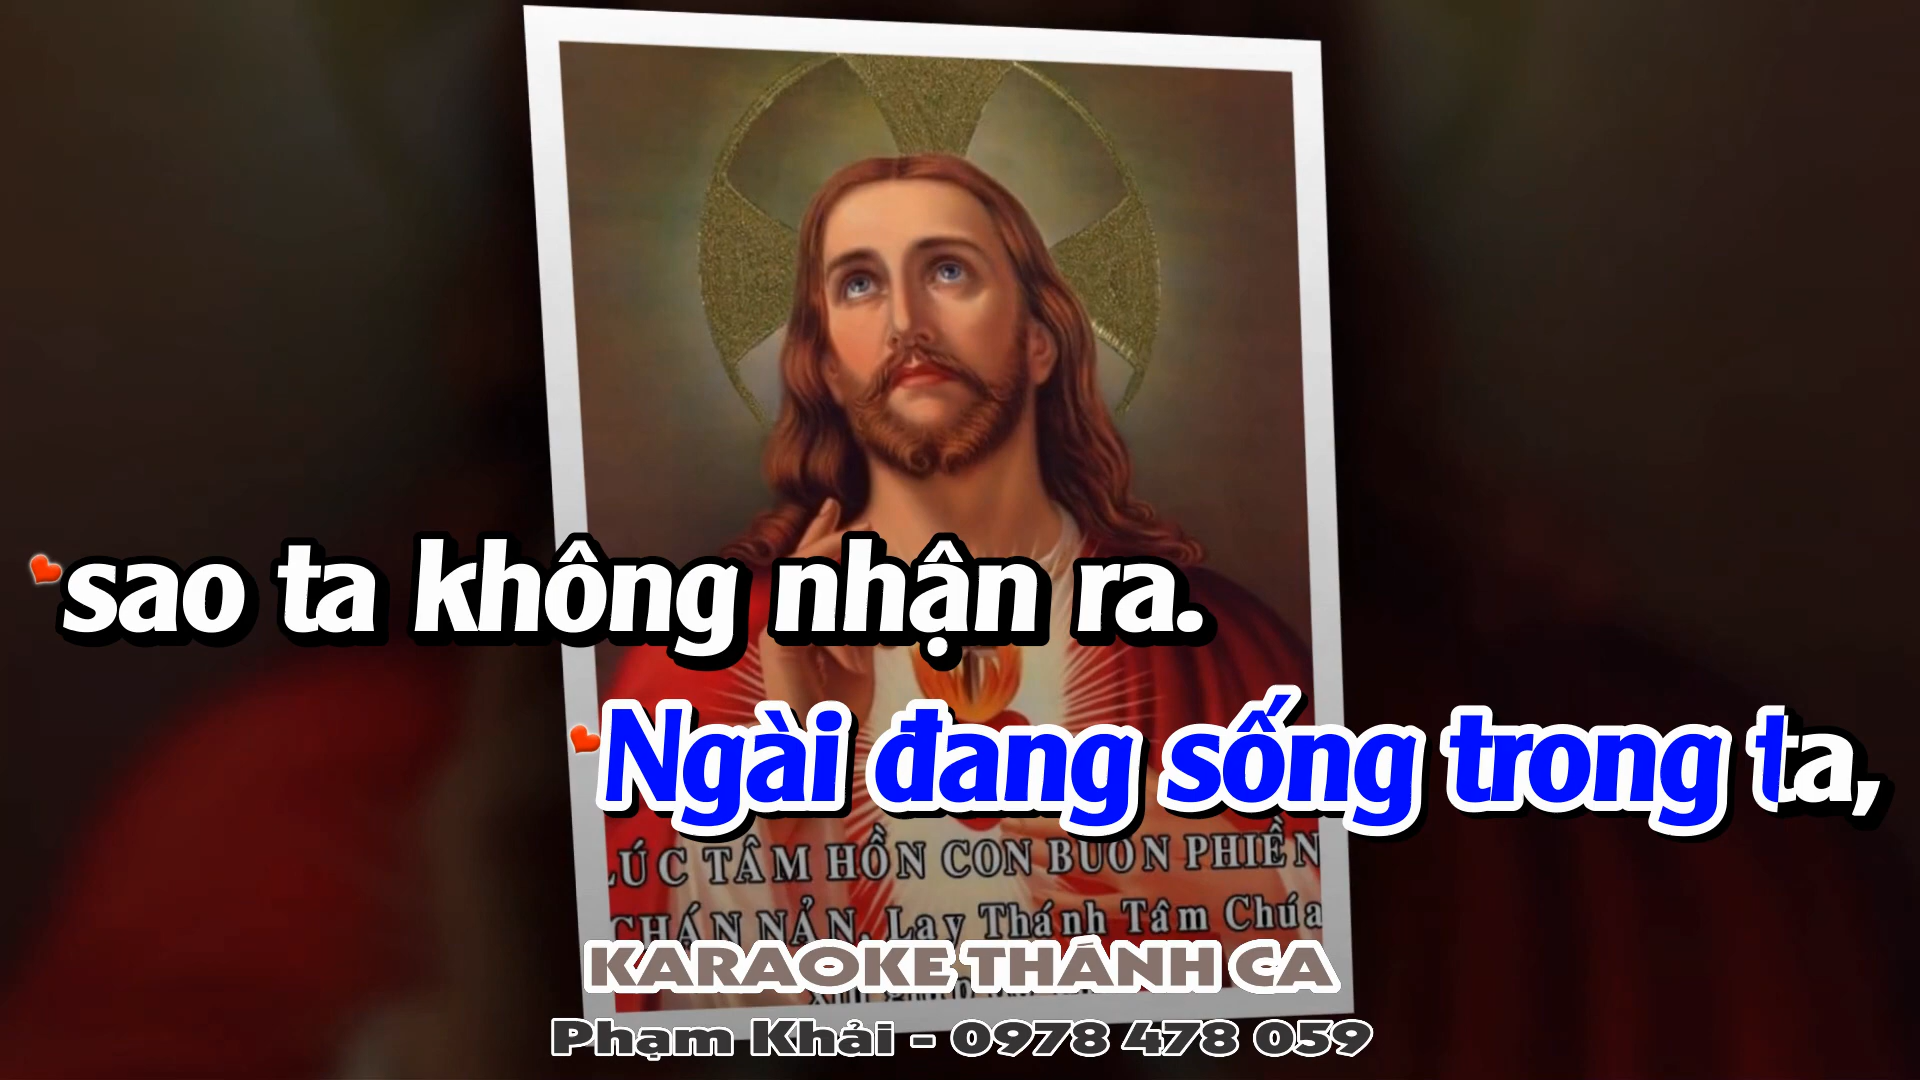 sao ta không nhận ra.
Ngài đang sống trong ta,
LÚC TÂM HỒN CON BUỒN PHIỀN
CHÁN NẢN. Lạy Thánh Tâm Chúa
KARAOKE THÁNH CA
Phạm Khải - 0978 478 059